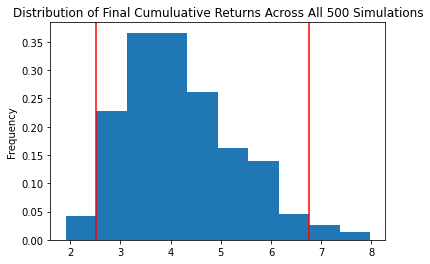 Distribution of Final Cumuluative Returns Across All 500 Simulations
0.35
0.30
0.25
0.20
0.15
0.10
0.05
0.00
Frequency
2 3 4 5 6 7 8